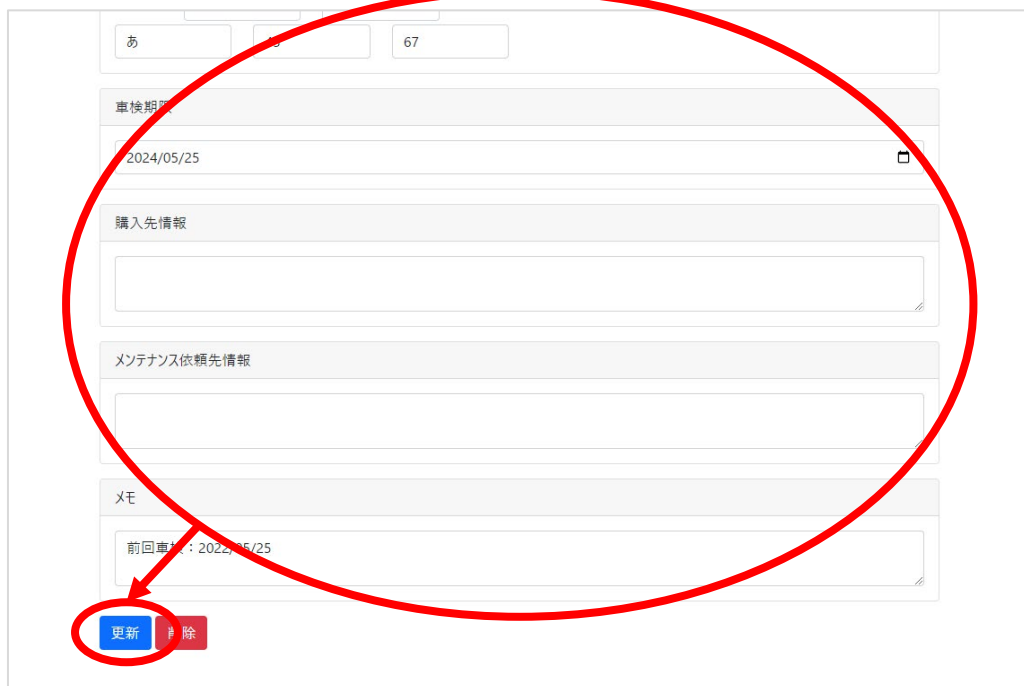 あ 67
車検期限
2024/05/25
購入先情報
メンテナンス依頼先情報
メモ
前回車検：2022/05/25
更新 削除